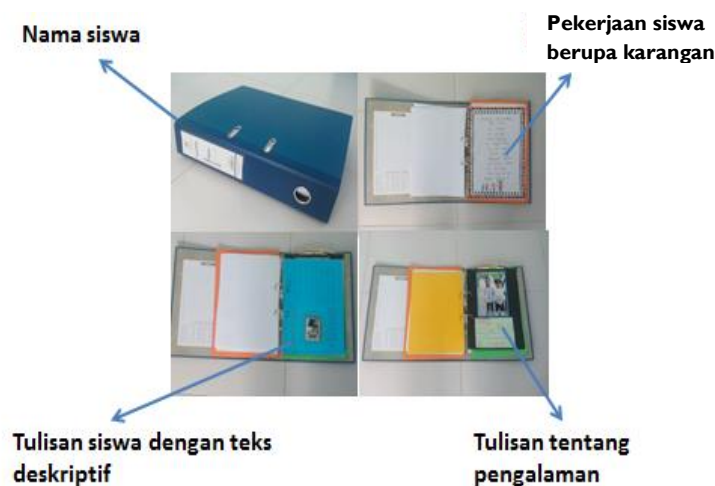 Nama siswa
Pekerjaan siswa
berupa karangan
Tulisan siswa dengan teks
deskriptif
Tulisan tentang
pengalaman